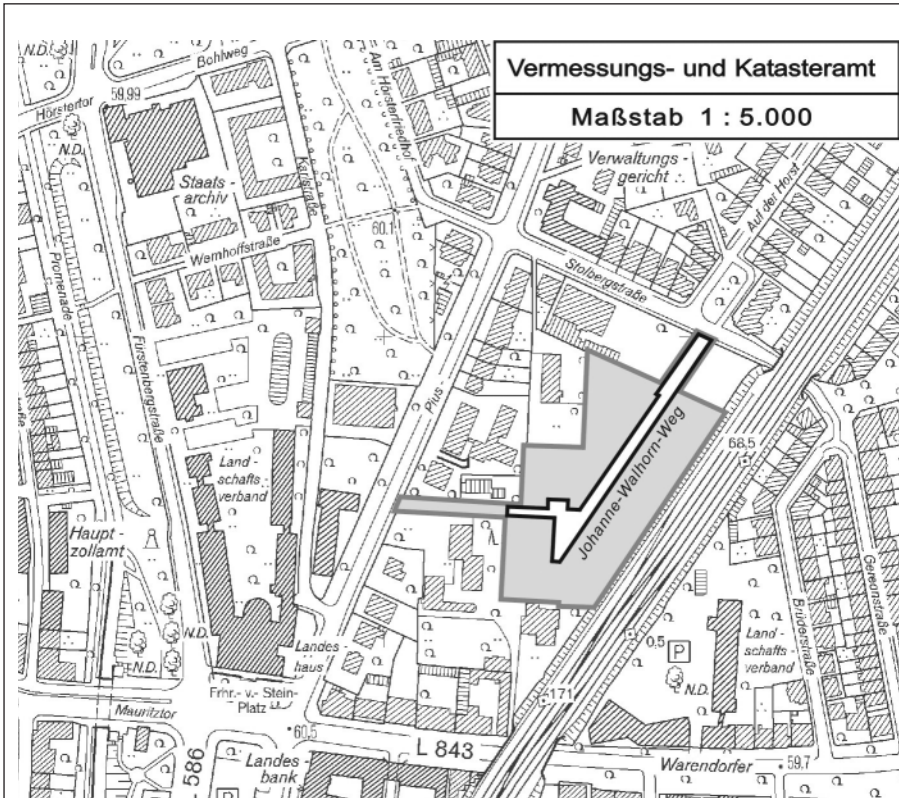 Vermessungs- und Katasteramt
Maßstab 1 : 5.000
N.D.
Bohlweg
59,99
Hörstertor
N.D.
Am Hörsterfriedhof
Staats-
archiv
Karlstraße
Verwaltungs-
gericht
Auf der Horst
60.1
Wemhoffstraße
Promenade
Stolbergstraße
Fürstenbergstraße
Pius
Johanne-Walhorn-Weg
68,5
Land-
schafts
verband
Haupt-
zollamt
Gereonstraße
Brüderstraße
N.D.
N.D.
Landes
haus
0,5
P
Land-
schafts-
verband
N.D.
Frhr.- v.- Stein-
Platz
171
Mauritztor
60,5
L 843
586
Landes-
bank
Warendorfer
59,7
P